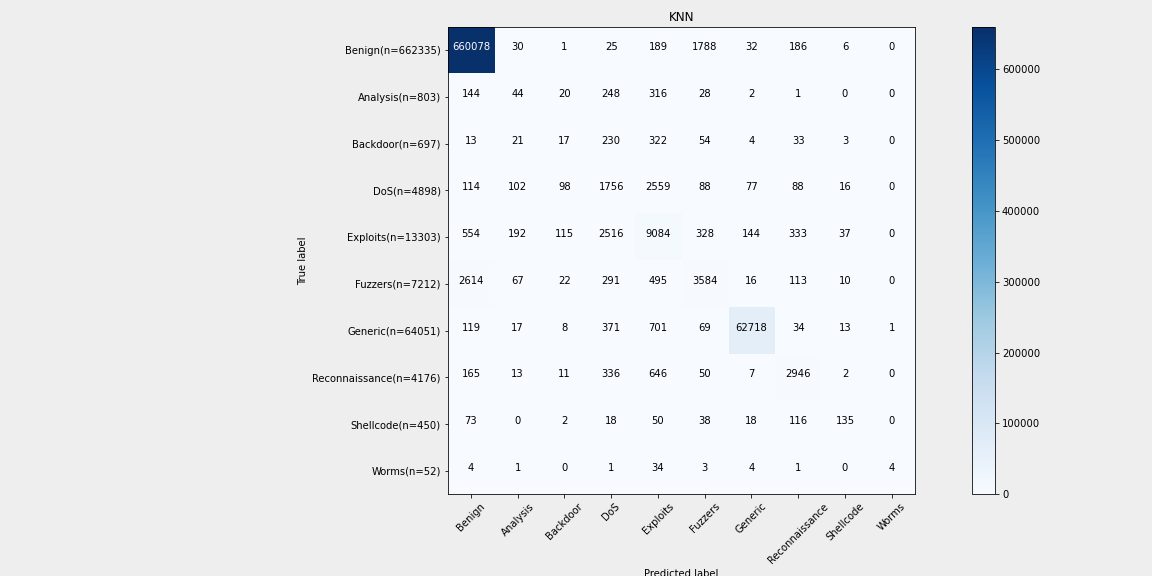 KNN
Benign(n=662335) 660078 30 1 25 189 1788 32 186 6 0
Analysis(n=803) 144 44 20 248 316 28 2 1 0 0
Backdoor(n=697) 13 21 17 230 322 54 4 33 3 0
DoS(n=4898) 114 102 98 1756 2559 88 77 88 16 0
Exploits(n=13303) 554 192 115 2516 9084 328 144 333 37 0
Fuzzers(n=7212) 2614 67 22 291 495 3584 16 113 10 0
Generic(n=64051) 119 17 8 371 701 69 62718 34 13 1
Reconnaissance(n=4176) 165 13 11 336 646 50 7 2946 2 0
Shellcode(n=450) 73 0 2 18 50 38 18 116 135 0
Worms(n=52) 4 1 0 1 34 3 4 1 0 4
True label
Benign Analysis Backdoor DoS Exploits Fuzzers Generic Reconnaissance Shellcode Worms
Predicted label
600000
500000
400000
300000
200000
100000
0